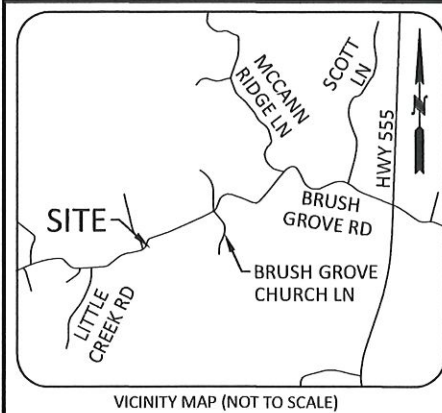 MCCANN
RIDGE LN
SCOTT
LN
HWY 555
N
BRUSH
GROVE RD
SITE
BRUSH GROVE
CHURCH LN
LITTLE
CREEK RD
VICINITY MAP (NOT TO SCALE)